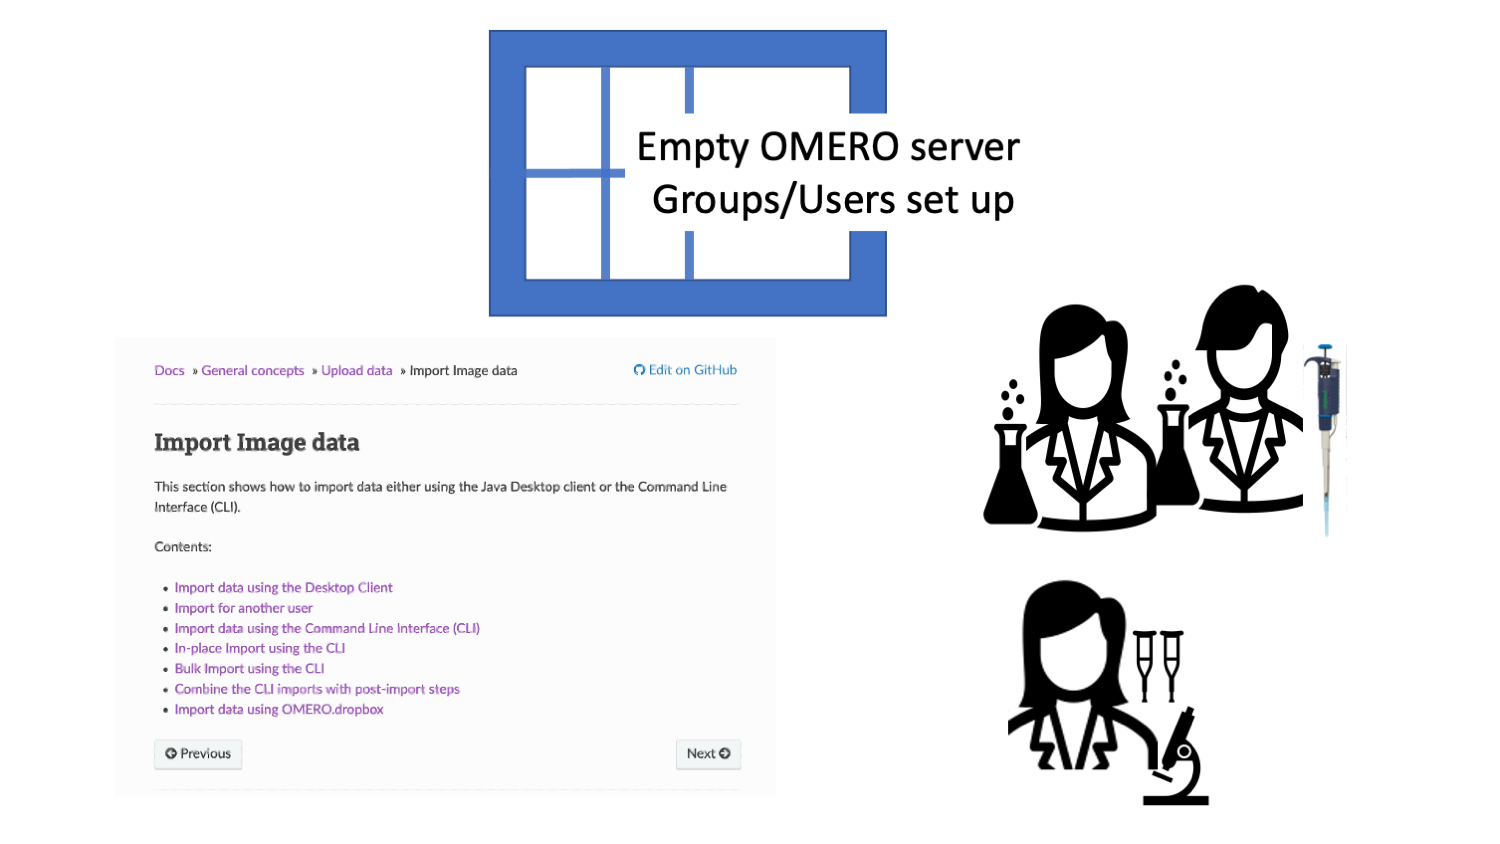 Empty OMERO server
Groups/Users set up
Docs » General concepts » Upload data » Import Image data
Edit on GitHub
Import Image data
This section shows how to import data either using the Java Desktop client or the Command Line
Interface (CLI).
Contents:
• Import data using the Desktop Client
• Import for another user
• Import data using the Command Line Interface (CLI)
• In-place Import using the CLI
• Bulk Import using the CLI
• Combine the CLI imports with post-import steps
• Import data using OMERO.dropbox
Previous
Next